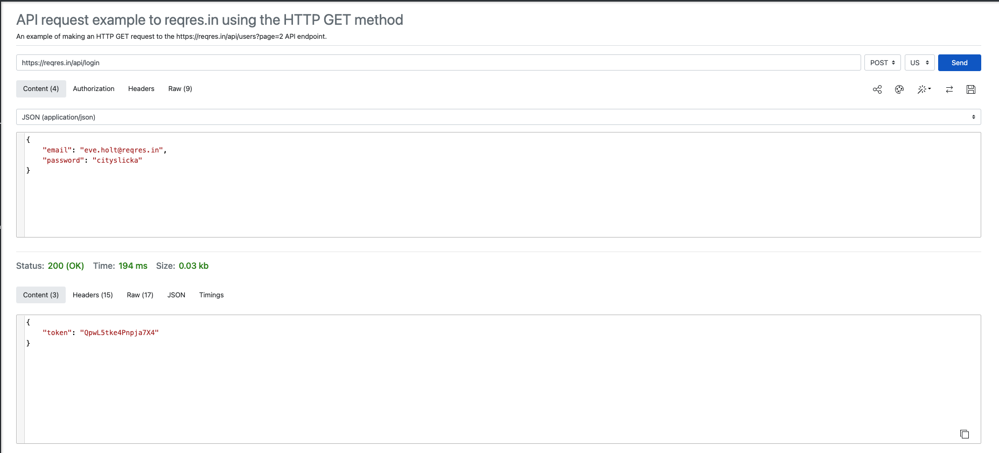 API request example to reqres.in using the HTTP GET method
An example of making an HTTP GET request to the https://reqres.in/api/users?page=2 API endpoint.
https://reqres.in/api/login POST US Send
Content (4) Authorization Headers Raw (9)
JSON (application/json)
{
    "email": "eve.holt@reqres.in",
    "password": "cityslicka"
}
Status: 200 (OK) Time: 194 ms Size: 0.03 kb
Content (3) Headers (15) Raw (17) JSON Timings
{
    "token": "QpwL5tke4Pnpja7X4"
}